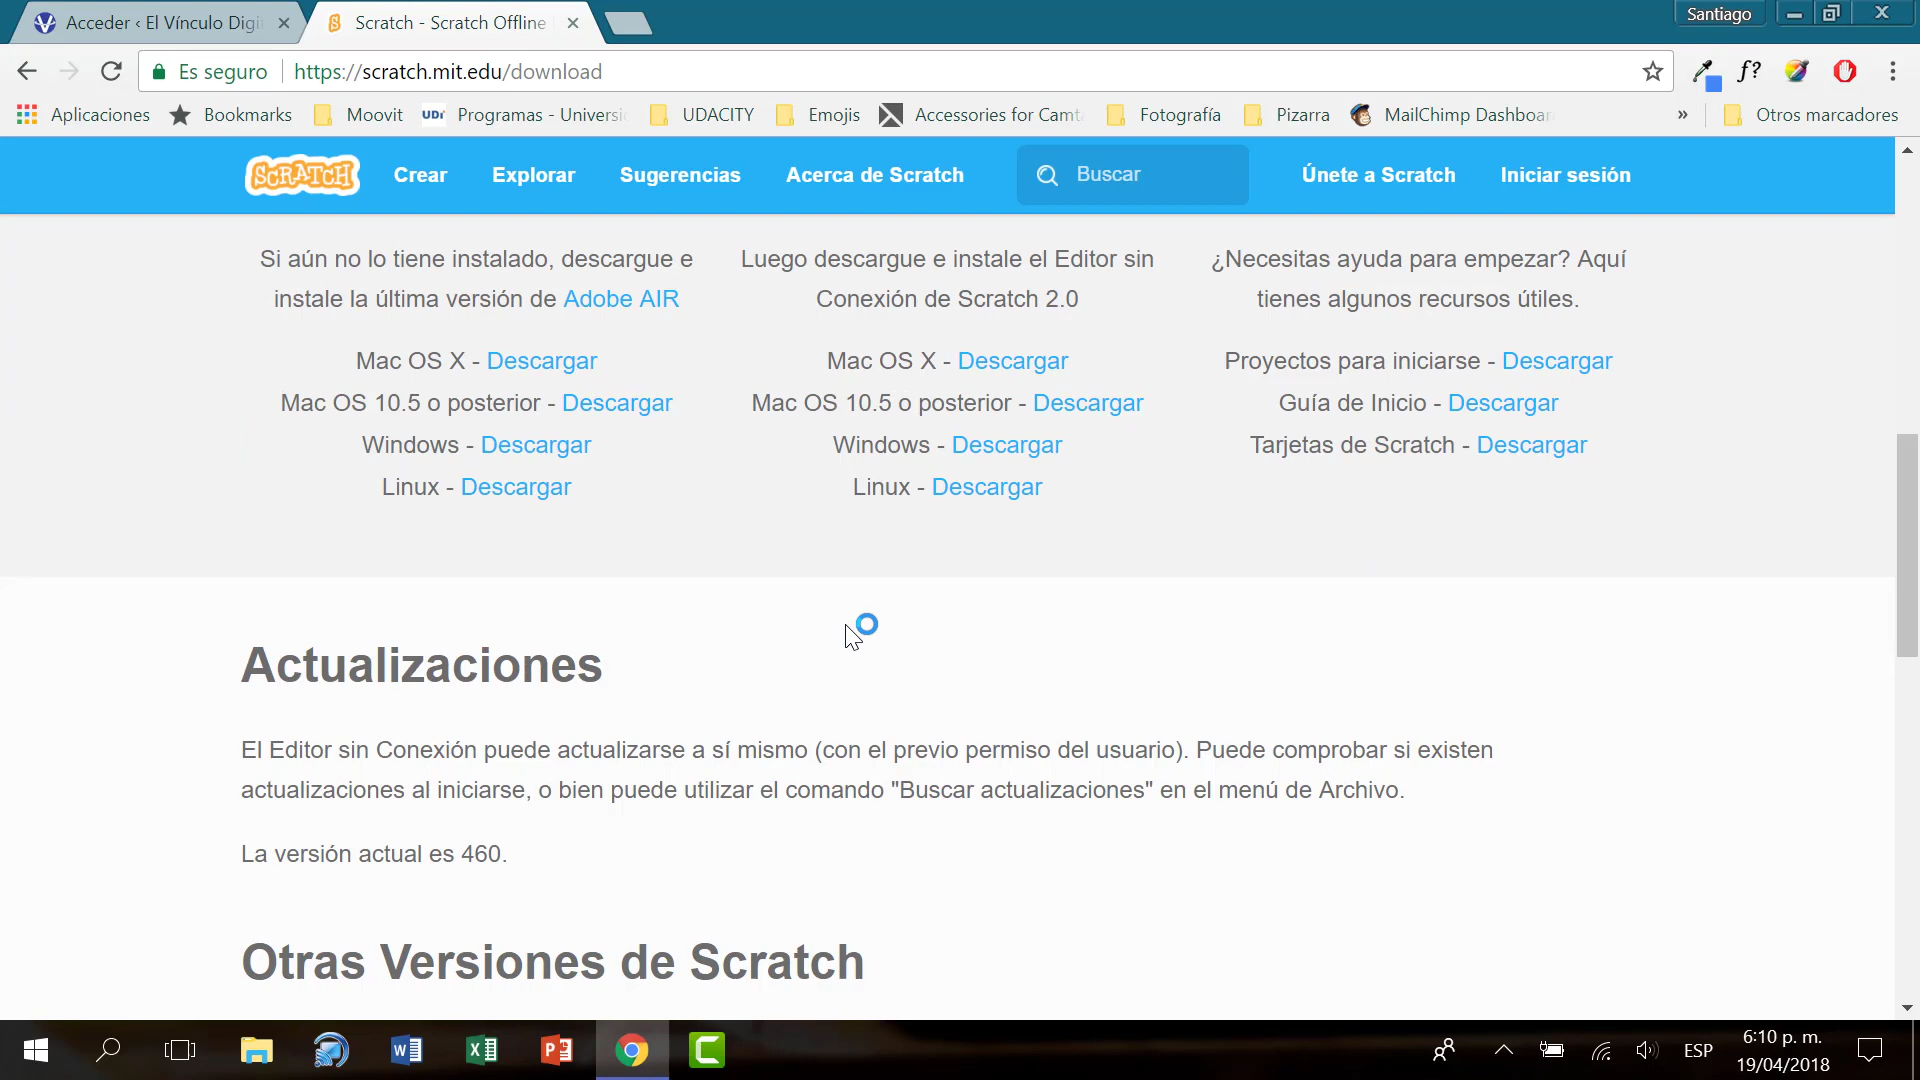 Acceder ‹ El Vínculo Digi
Scratch - Scratch Offline
Santiago
Es seguro
https://scratch.mit.edu/download
f?
Aplicaciones
Bookmarks
Moovit
UDi
Programas - Universi
UDACITY
Emojis
Accessories for Camt
Fotografía
Pizarra
MailChimp Dashboar
»
Otros marcadores
SCRATCH
Crear
Explorar
Sugerencias
Acerca de Scratch
Buscar
Únete a Scratch
Iniciar sesión
Si aún no lo tiene instalado, descargue e
instale la última versión de Adobe AIR
Mac OS X - Descargar
Mac OS 10.5 o posterior - Descargar
Windows - Descargar
Linux - Descargar
Luego descargue e instale el Editor sin
Conexión de Scratch 2.0
Mac OS X - Descargar
Mac OS 10.5 o posterior - Descargar
Windows - Descargar
Linux - Descargar
¿Necesitas ayuda para empezar? Aquí
tienes algunos recursos útiles.
Proyectos para iniciarse - Descargar
Guía de Inicio - Descargar
Tarjetas de Scratch - Descargar
Actualizaciones
El Editor sin Conexión puede actualizarse a sí mismo (con el previo permiso del usuario). Puede comprobar si existen
actualizaciones al iniciarse, o bien puede utilizar el comando "Buscar actualizaciones" en el menú de Archivo.
La versión actual es 460.
Otras Versiones de Scratch
ESP
6:10 p. m.
19/04/2018